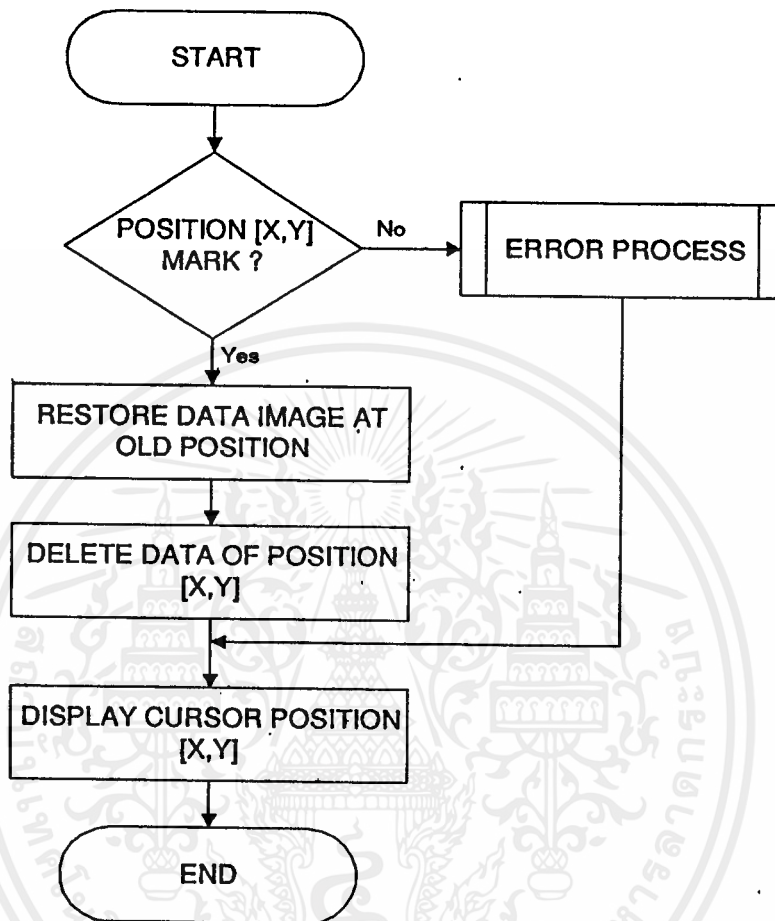 START
POSITION [X,Y]
MARK ?
No
ERROR PROCESS
Yes
RESTORE DATA IMAGE AT
OLD POSITION
DELETE DATA OF POSITION
[X,Y]
DISPLAY CURSOR POSITION
[X,Y]
END